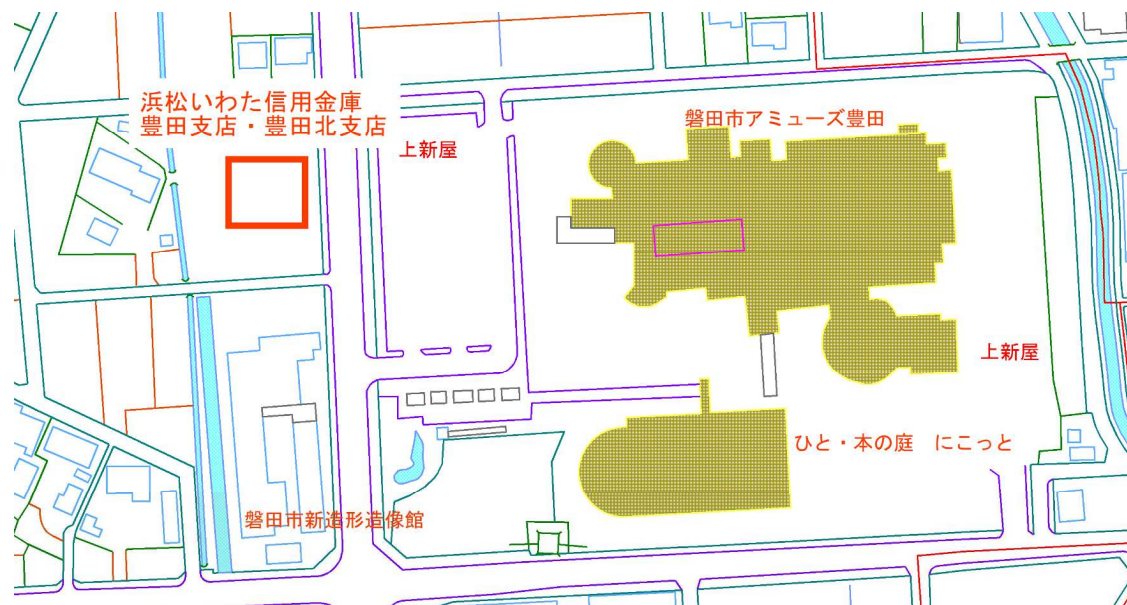 浜松いわた信用金庫
豊田支店・豊田北支店
上新屋
磐田市アミューズ豊田
上新屋
ひと・本の庭　にこっと
磐田市新造形造像館